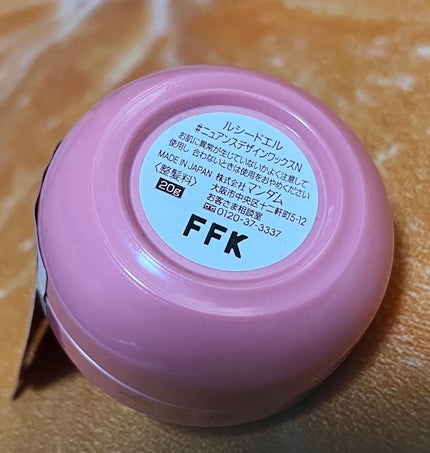 ルシードエル
#ニュアンスデザインワックスN
お肌に異常が生じていないかよく注意して
使用し 合わないときは使用をおやめください
MADE IN JAPAN 株式会社 マンダム
〈整髪料〉 大阪市中央区十二軒町5-12
20g お客さま相談室
0120-37-3337
FFK